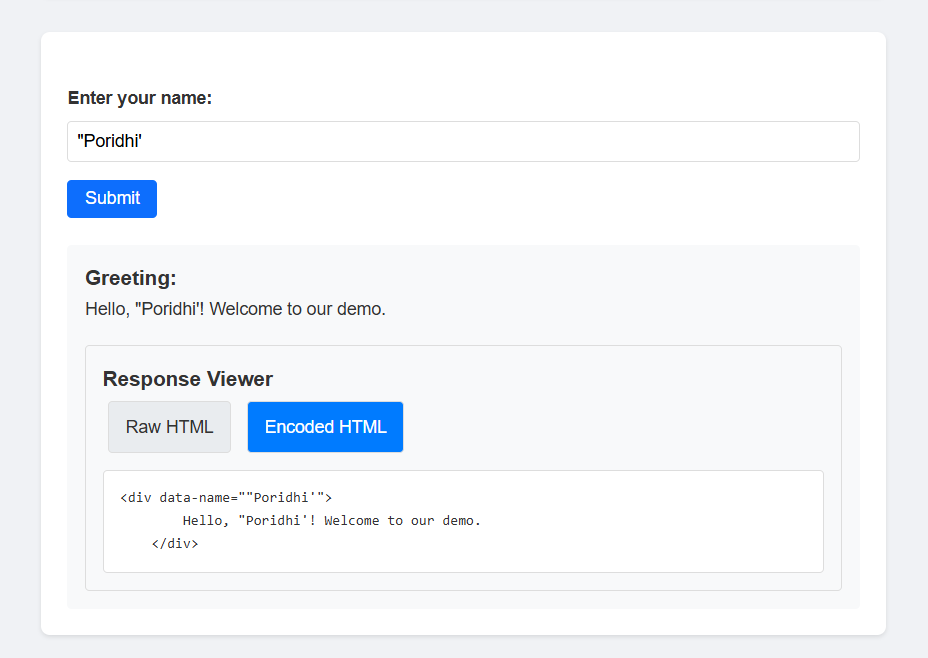 Enter your name:
"Poridhi'
Submit
Greeting:
Hello, "Poridhi'! Welcome to our demo.
Response Viewer
Raw HTML
Encoded HTML
<div data-name=""Poridhi'">
        Hello, "Poridhi'! Welcome to our demo.
    </div>